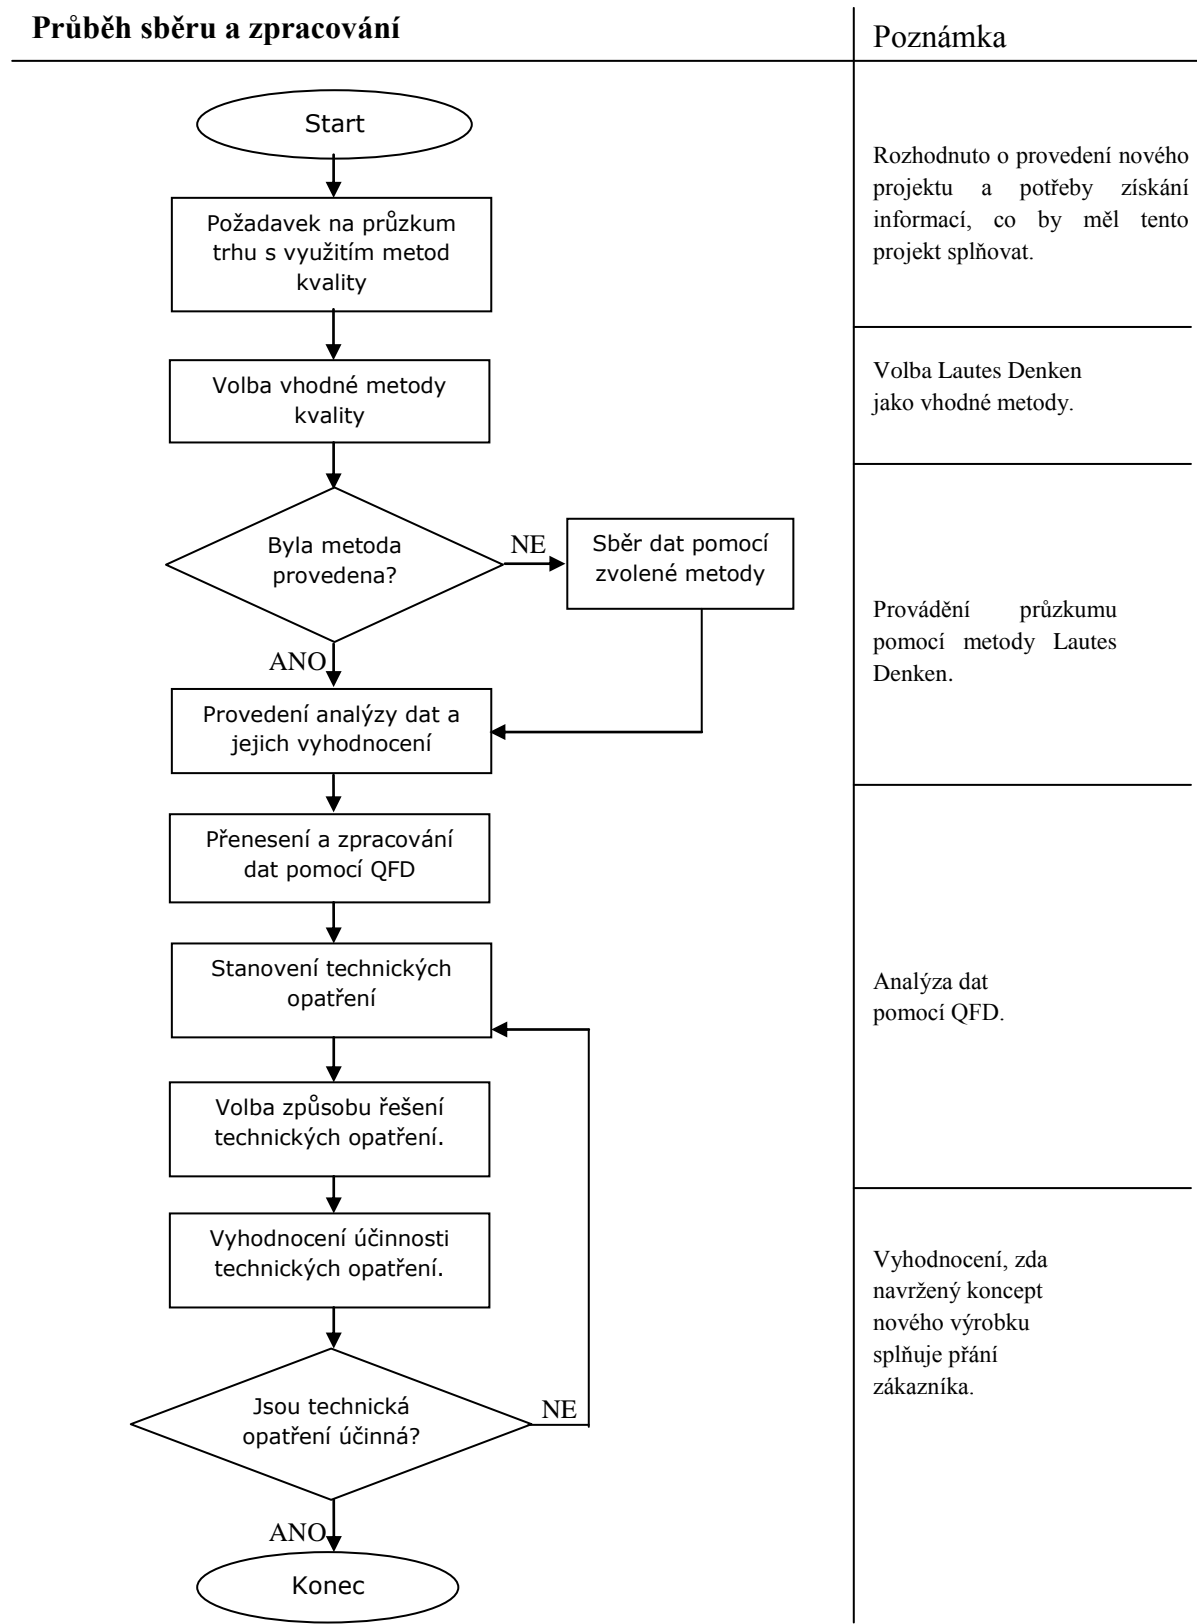 Průběh sběru a zpracování
Poznámka
Start
Rozhodnuto o provedení nového
projektu a potřeby získání
informací, co by měl tento
projekt splňovat.
Požadavek na průzkum
trhu s využitím metod
kvality
Volba vhodné metody
kvality
Volba Lautes Denken
jako vhodné metody.
Byla metoda
provedena?
NE
Sběr dat pomocí
zvolené metody
Provádění průzkumu
pomocí metody Lautes
Denken.
ANO
Provedení analýzy dat a
jejich vyhodnocení
Přenesení a zpracování
dat pomocí QFD
Stanovení technických
opatření
Analýza dat
pomocí QFD.
Volba způsobu řešení
technických opatření.
Vyhodnocení účinnosti
technických opatření.
Vyhodnocení, zda
navržený koncept
nového výrobku
splňuje přání
zákazníka.
Jsou technická
opatření účinná?
NE
ANO
Konec